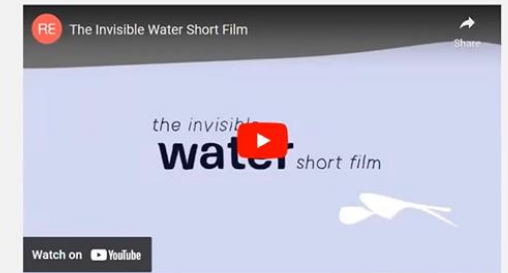 RE The Invisible Water Short Film
Share
the invisible
water short film
Watch on YouTube